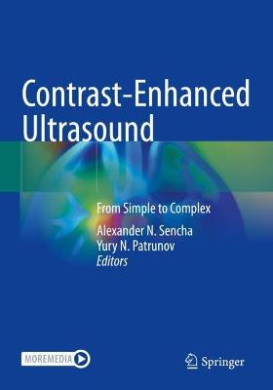 Contrast-Enhanced
Ultrasound
From Simple to Complex
Alexander N. Sencha
Yury N. Patrunov
Editors
MOREMEDIA
Springer